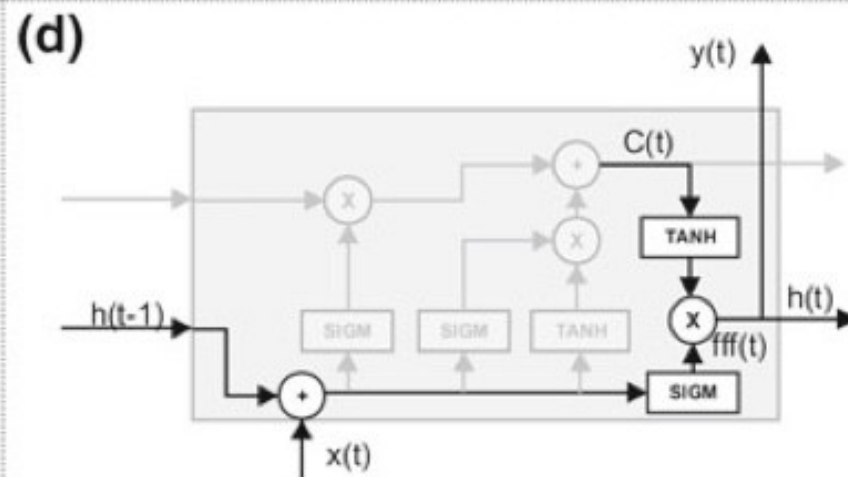 (d)
y(t)
C(t)
+
X
TANH
X
h(t-1)
SIGM
SIGM
TANH
X
h(t)
fff(t)
+
SIGM
x(t)